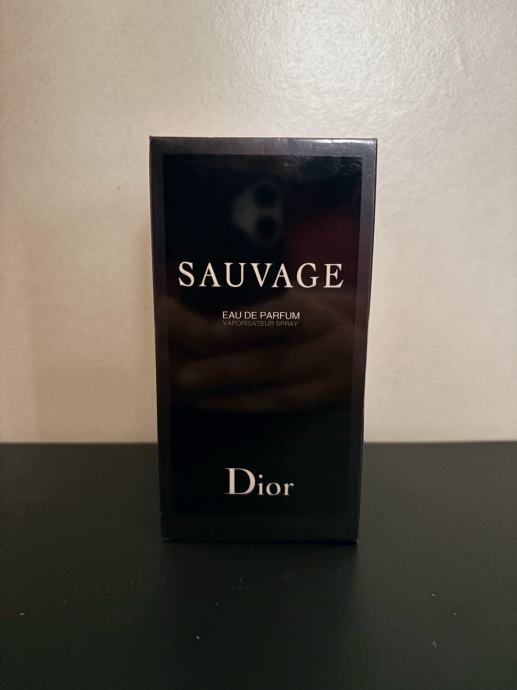 SAUVAGE
EAU DE PARFUM
VAPORISATEUR SPRAY
Dior